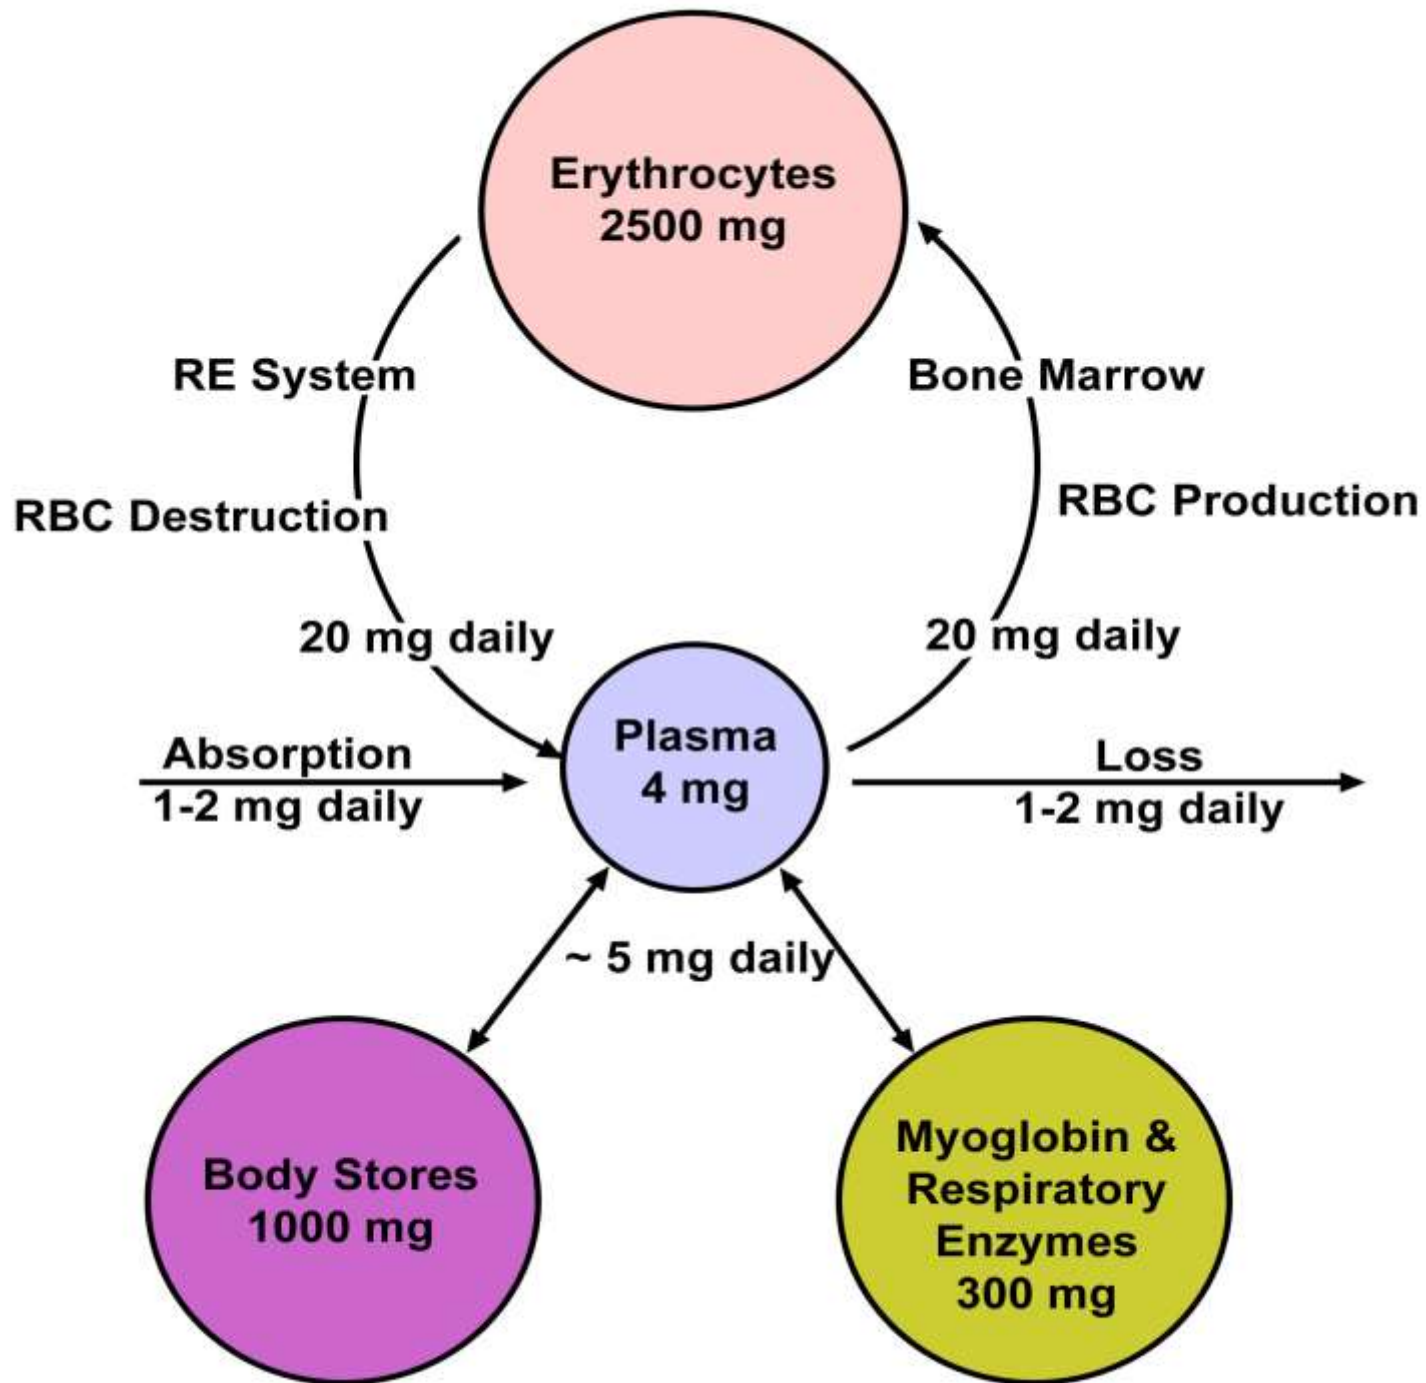 Erythrocytes
2500 mg
RE System
Bone Marrow
RBC Destruction
RBC Production
20 mg daily
20 mg daily
Plasma
4 mg
Absorption
1-2 mg daily
Loss
1-2 mg daily
~ 5 mg daily
Body Stores
1000 mg
Myoglobin &
Respiratory
Enzymes
300 mg